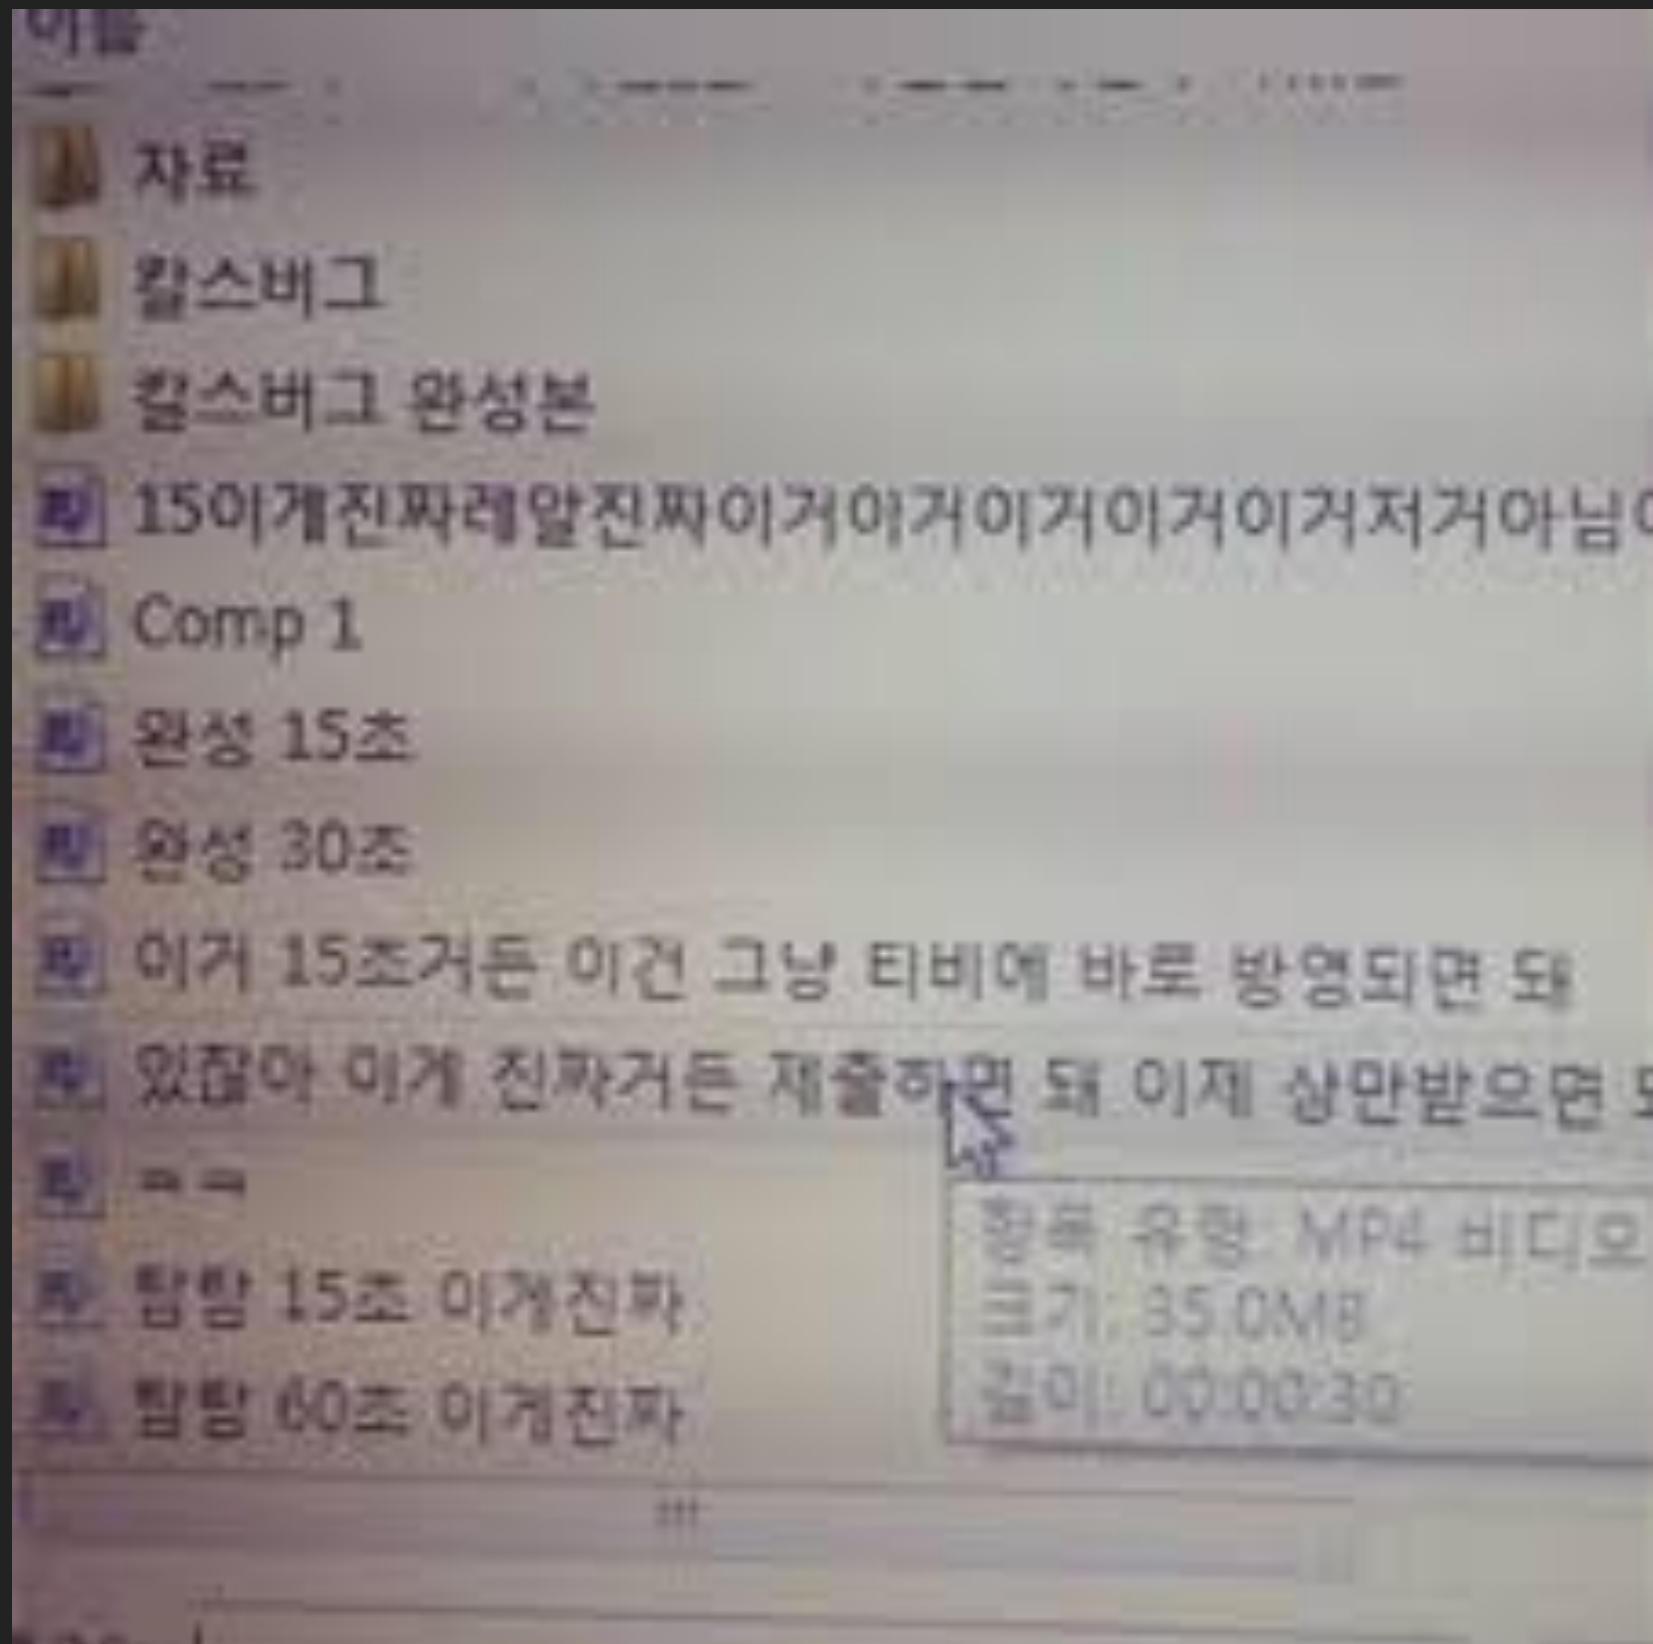 이름
자료
칼스버그
칼스버그 완성본
15이게진짜레알진짜이거이거이거이거이거저거아님
Comp 1
완성 15초
완성 30초
이거 15초거든 이건 그냥 티비에 바로 방영되면 돼
있잖아 이게 진짜거든 제출하면 돼 이제 상만받으면
ㅋㅋ
탐탐 15초 이게진짜
탐탐 60초 이게진짜
항목 유형: MP4 비디오
크기: 35.0MB
길이: 00:00:30